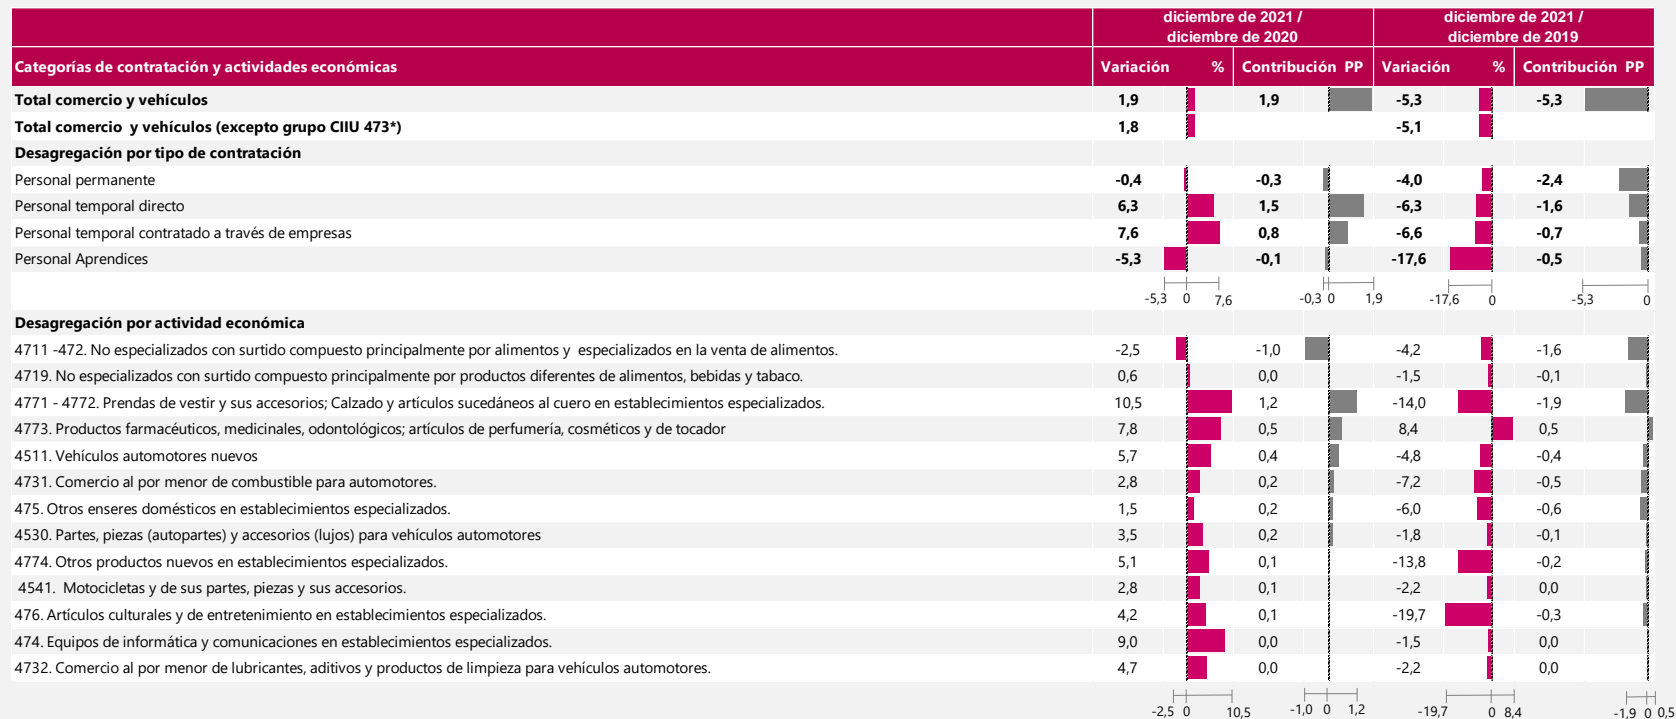 diciembre de 2021 / diciembre de 2021 /
diciembre de 2020 diciembre de 2019
Categorías de contratación y actividades económicas Variación % Contribución PP Variación % Contribución PP
Total comercio y vehículos 1,9 1,9 -5,3 -5,3
Total comercio y vehículos (excepto grupo CIIU 473*) 1,8 -5,1
Desagregación por tipo de contratación
Personal permanente -0,4 -0,3 -4,0 -2,4
Personal temporal directo 6,3 1,5 -6,3 -1,6
Personal temporal contratado a través de empresas 7,6 0,8 -6,6 -0,7
Personal Aprendices -5,3 -0,1 -17,6 -0,5
-5,3 0 7,6 -0,3 0 1,9 -17,6 0 -5,3 0
Desagregación por actividad económica
4711 -472. No especializados con surtido compuesto principalmente por alimentos y especializados en la venta de alimentos. -2,5 -1,0 -4,2 -1,6
4719. No especializados con surtido compuesto principalmente por productos diferentes de alimentos, bebidas y tabaco. 0,6 0,0 -1,5 -0,1
4771 - 4772. Prendas de vestir y sus accesorios; Calzado y artículos sucedáneos al cuero en establecimientos especializados. 10,5 1,2 -14,0 -1,9
4773. Productos farmacéuticos, medicinales, odontológicos; artículos de perfumería, cosméticos y de tocador 7,8 0,5 8,4 0,5
4511. Vehículos automotores nuevos 5,7 0,4 -4,8 -0,4
4731. Comercio al por menor de combustible para automotores. 2,8 0,2 -7,2 -0,5
475. Otros enseres domésticos en establecimientos especializados. 1,5 0,2 -6,0 -0,6
4530. Partes, piezas (autopartes) y accesorios (lujos) para vehículos automotores 3,5 0,2 -1,8 -0,1
4774. Otros productos nuevos en establecimientos especializados. 5,1 0,1 -13,8 -0,2
4541. Motocicletas y de sus partes, piezas y sus accesorios. 2,8 0,1 -2,2 0,0
476. Artículos culturales y de entretenimiento en establecimientos especializados. 4,2 0,1 -19,7 -0,3
474. Equipos de informática y comunicaciones en establecimientos especializados. 9,0 0,0 -1,5 0,0
4732. Comercio al por menor de lubricantes, aditivos y productos de limpieza para vehículos automotores. 4,7 0,0 -2,2 0,0
-2,5 0 10,5 -1,0 0 1,2 -19,7 0 8,4 -1,9 0 0,5